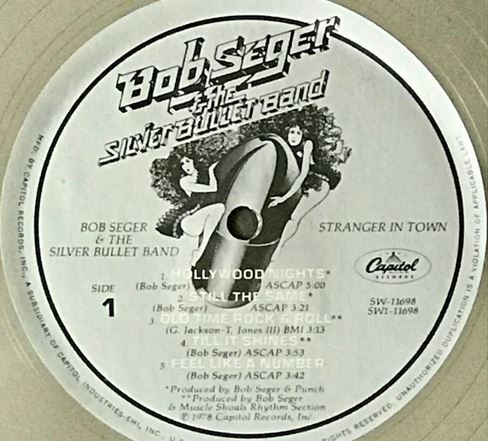 Bob Seger
& the
SILVER BULLET BAND
BOB SEGER
& THE
SILVER BULLET BAND
STRANGER IN TOWN
Capitol
RECORDS
SW-11698
SW1-11698
SIDE
1
1. HOLLYWOOD NIGHTS*
(Bob Seger) ASCAP 5:00
2. STILL THE SAME*
(Bob Seger) ASCAP 3:21
3. OLD TIME ROCK & ROLL**
(G. Jackson-T. Jones III) BMI 3:13
4. TILL IT SHINES**
(Bob Seger) ASCAP 3:53
5. FEEL LIKE A NUMBER
(Bob Seger) ASCAP 3:42
*Produced by Bob Seger & Punch
**Produced by Bob Seger
& Muscle Shoals Rhythm Section
℗ 1978 Capitol Records, Inc.
MFD. BY CAPITOL RECORDS, INC., A SUBSIDIARY OF CAPITOL INDUSTRIES-EMI, INC., U.S.
RIGHTS RESERVED. UNAUTHORIZED DUPLICATION IS A VIOLATION OF APPLICABLE LAWS.